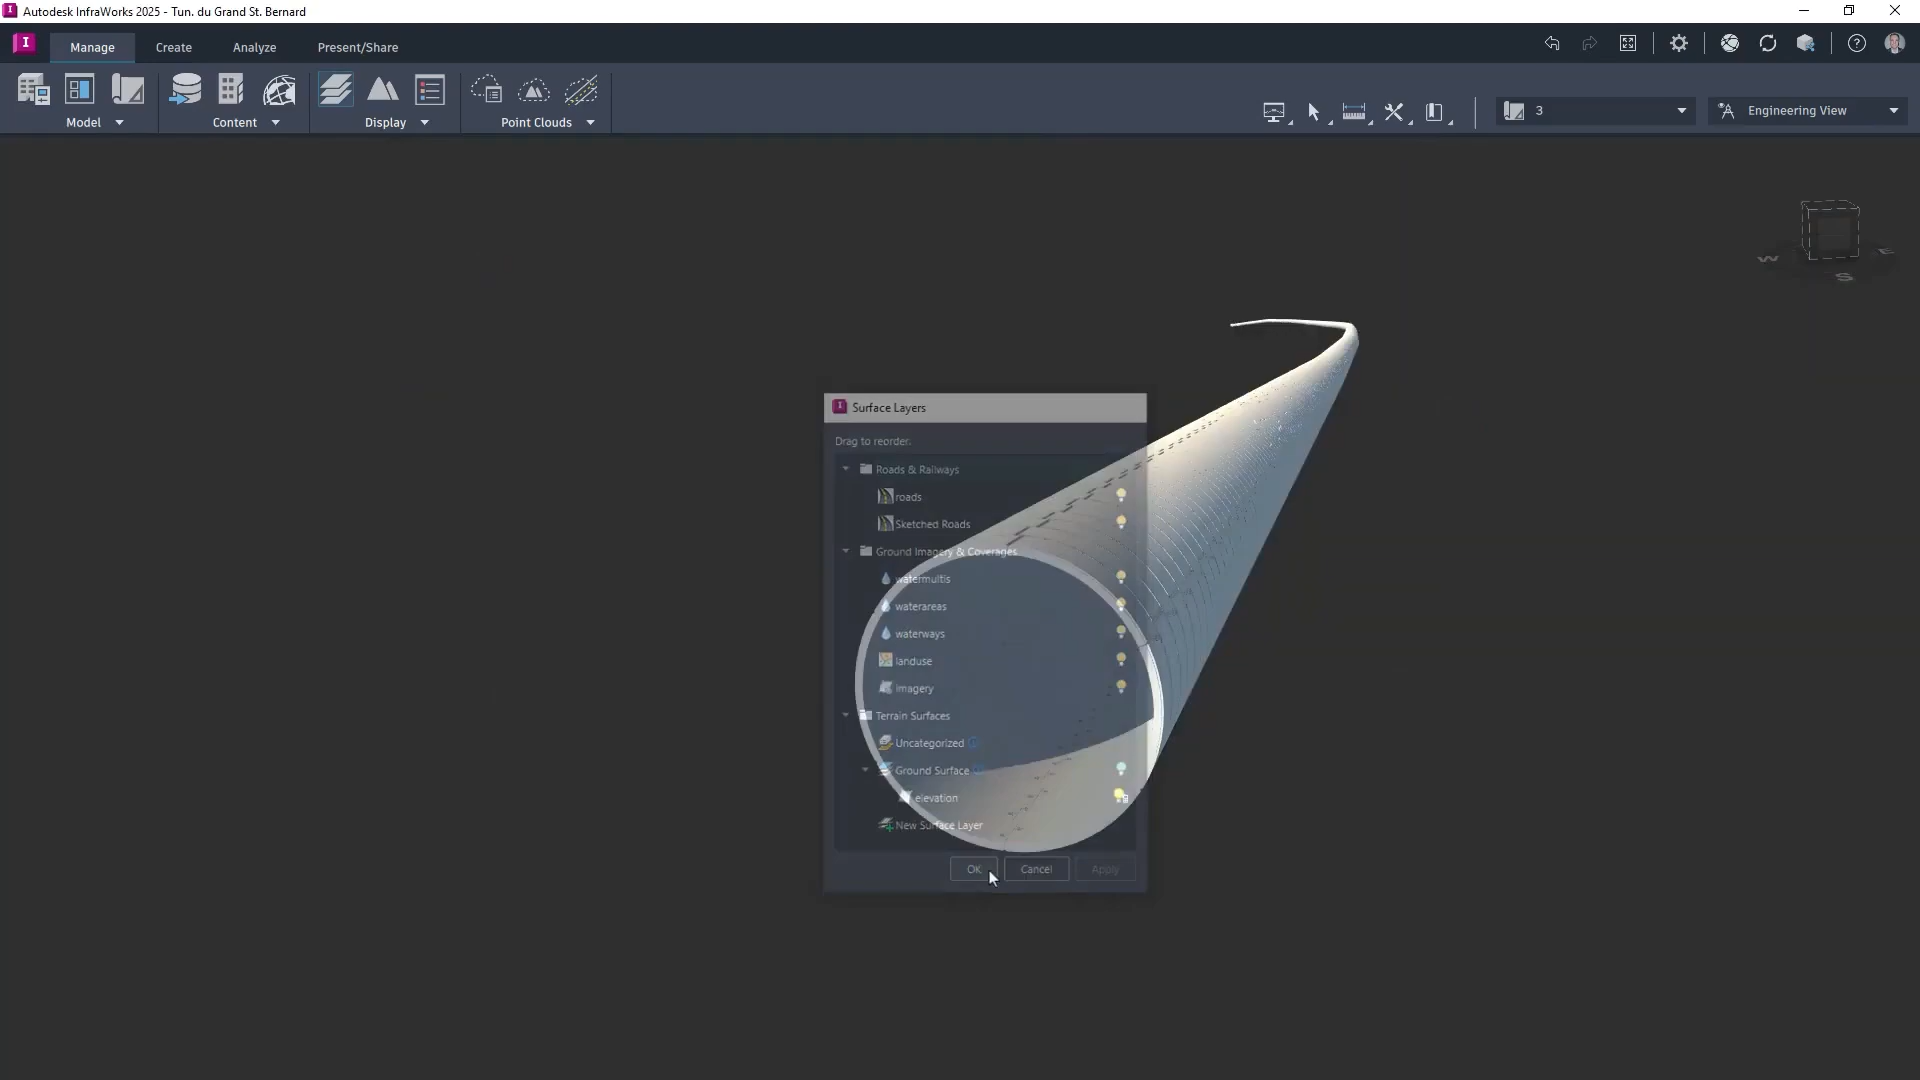 Autodesk InfraWorks 2025 - Tun. du Grand St. Bernard
Manage
Create
Analyze
Present/Share
Model
Content
Display
Point Clouds
3
Engineering View
W
E
S
Surface Layers
Drag to reorder:
Roads & Railways
roads
Sketched Roads
Ground Imagery & Coverages
watermultis
waterareas
waterways
landuse
imagery
Terrain Surfaces
Uncategorized
Ground Surface
elevation
New Surface Layer
OK
Cancel
Apply